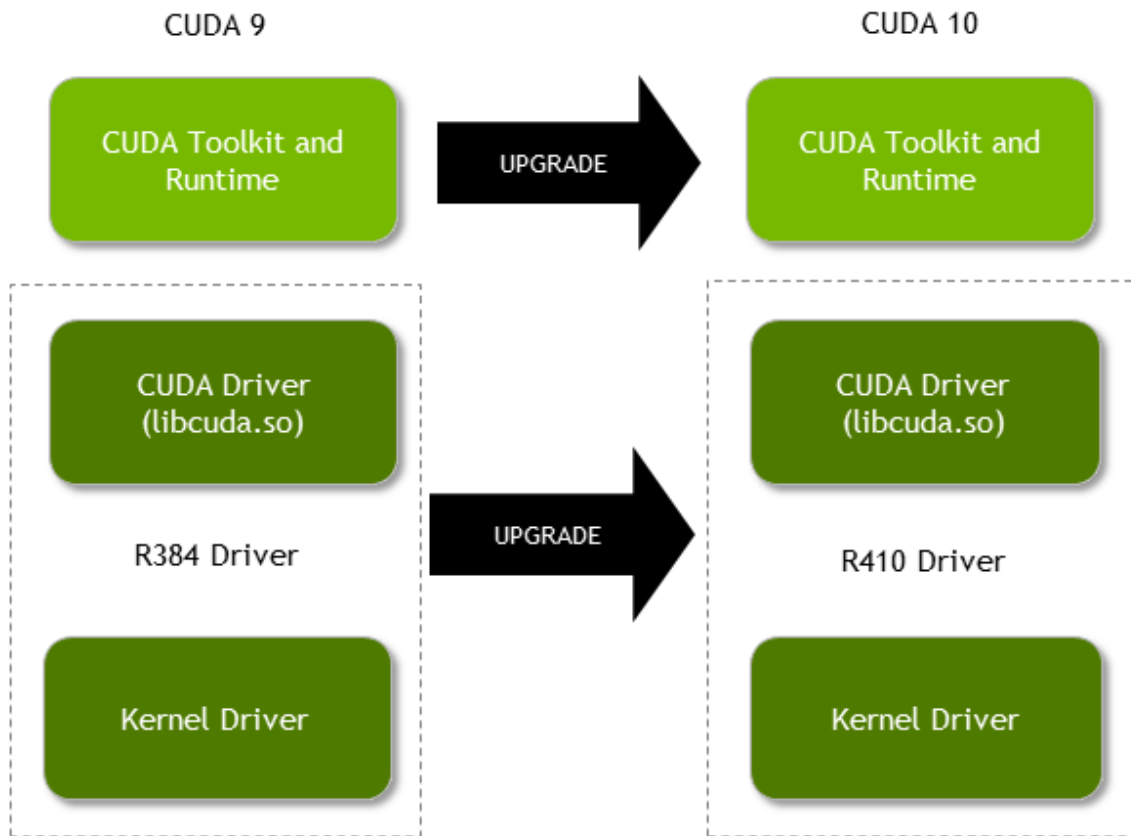 CUDA 9
CUDA 10
CUDA Toolkit and
Runtime
UPGRADE
CUDA Toolkit and
Runtime
CUDA Driver
(libcuda.so)
CUDA Driver
(libcuda.so)
UPGRADE
R384 Driver
R410 Driver
Kernel Driver
Kernel Driver